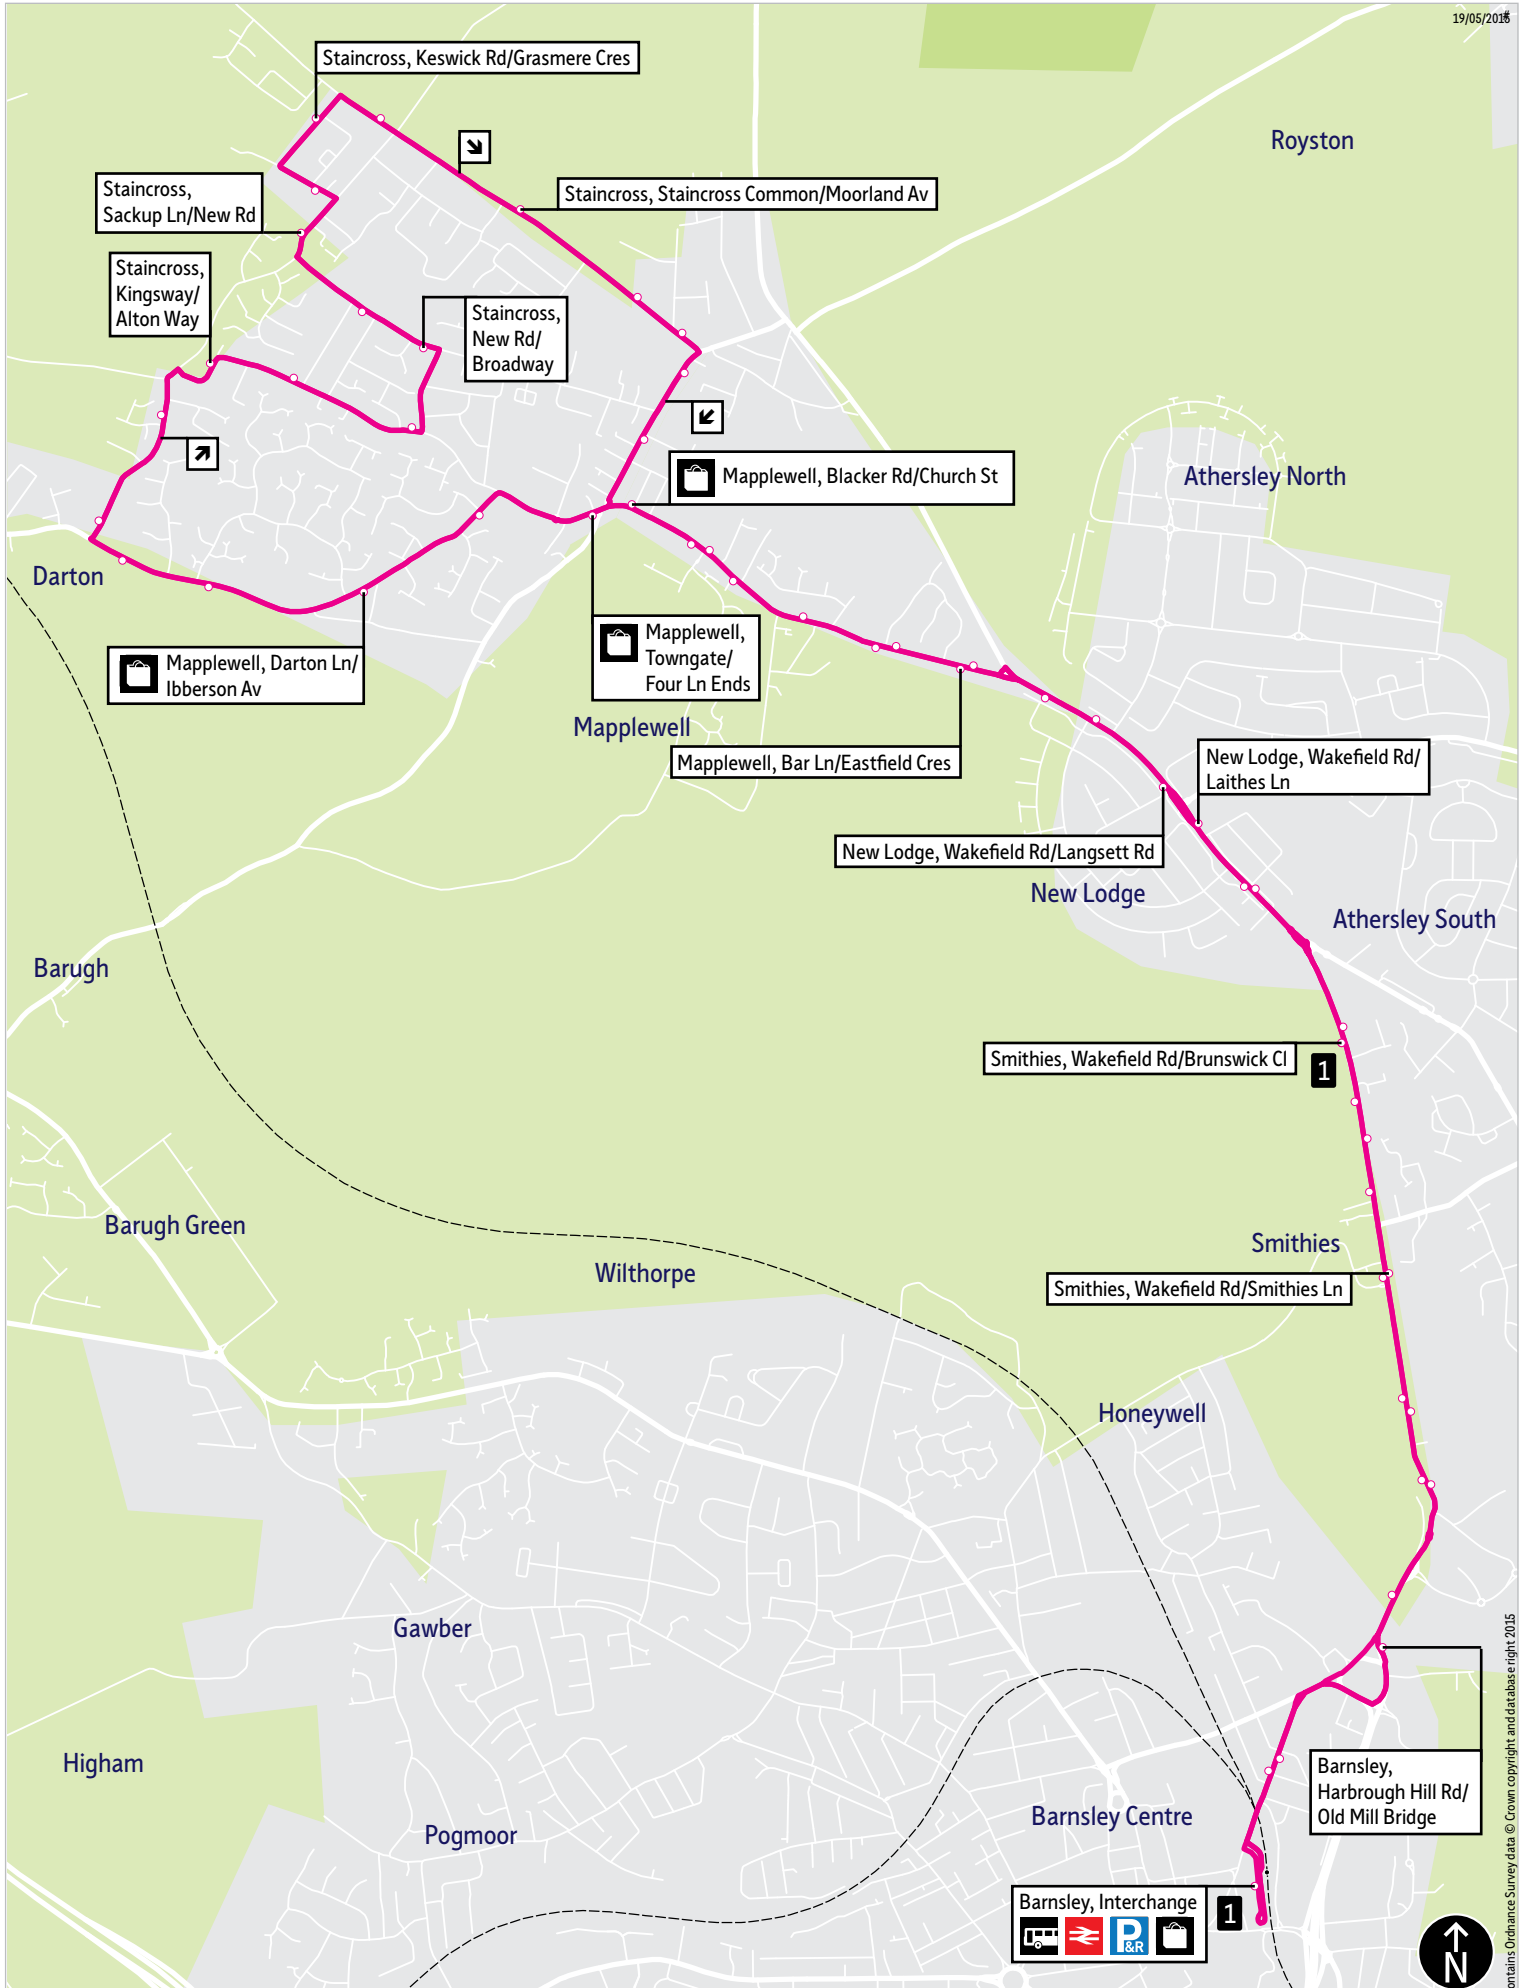 19/05/2015
Staincross, Keswick Rd/Grasmere Cres
Royston
Staincross,
Sackup Ln/New Rd
Staincross, Staincross Common/Moorland Av
Staincross,
Kingsway/
Alton Way
Staincross,
New Rd/
Broadway
Mapplewell, Blacker Rd/Church St
Athersley North
Darton
Mapplewell,
Towngate/
Four Ln Ends
Mapplewell, Darton Ln/
Ibberson Av
Mapplewell
Mapplewell, Bar Ln/Eastfield Cres
New Lodge, Wakefield Rd/
Laithes Ln
New Lodge, Wakefield Rd/Langsett Rd
New Lodge
Athersley South
Barugh
Smithies, Wakefield Rd/Brunswick Cl
1
Barugh Green
Smithies
Wilthorpe
Smithies, Wakefield Rd/Smithies Ln
Honeywell
Gawber
Higham
Barnsley,
Harbrough Hill Rd/
Old Mill Bridge
Barnsley Centre
Pogmoor
Barnsley, Interchange
1
P
&R
N
ontains Ordnance Survey data © Crown copyright and database right 2015